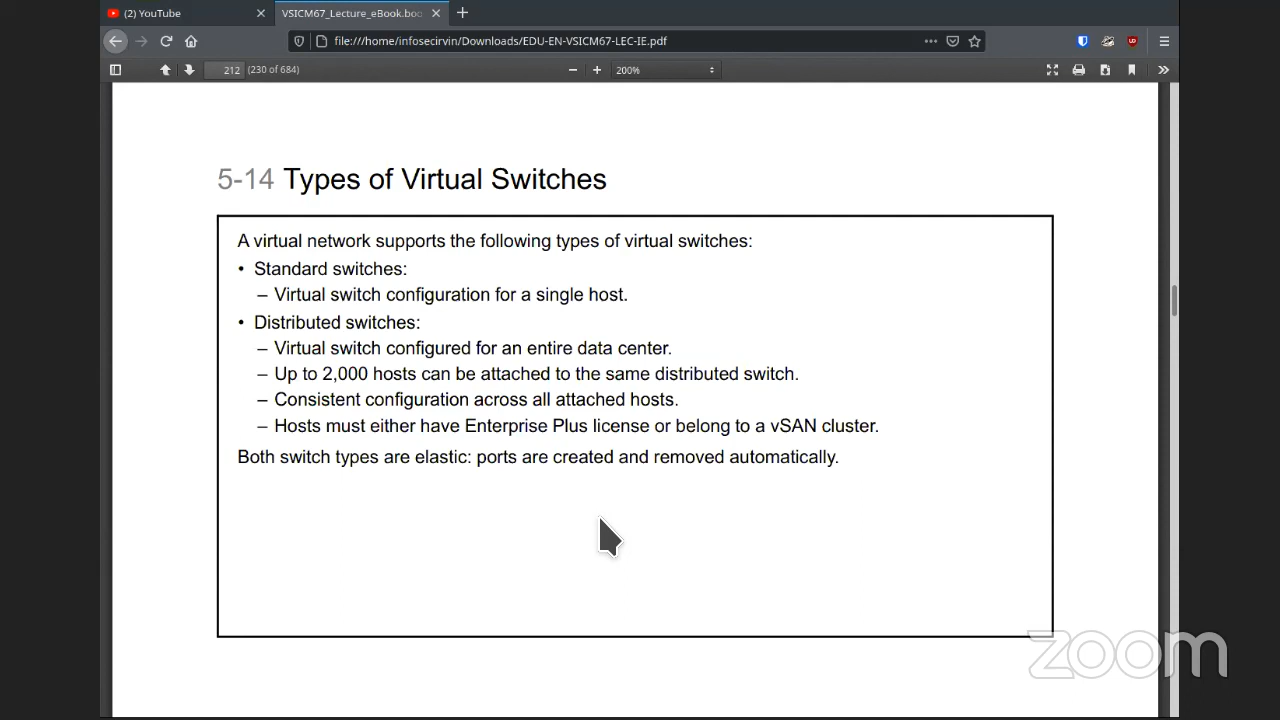 (2) YouTube
VSICM67_Lecture_eBook.boo
file:///home/infosecirvin/Downloads/EDU-EN-VSICM67-LEC-IE.pdf
212 (230 of 684)
200%
5-14 Types of Virtual Switches
A virtual network supports the following types of virtual switches:
• Standard switches:
– Virtual switch configuration for a single host.
• Distributed switches:
– Virtual switch configured for an entire data center.
– Up to 2,000 hosts can be attached to the same distributed switch.
– Consistent configuration across all attached hosts.
– Hosts must either have Enterprise Plus license or belong to a vSAN cluster.
Both switch types are elastic: ports are created and removed automatically.
zoom